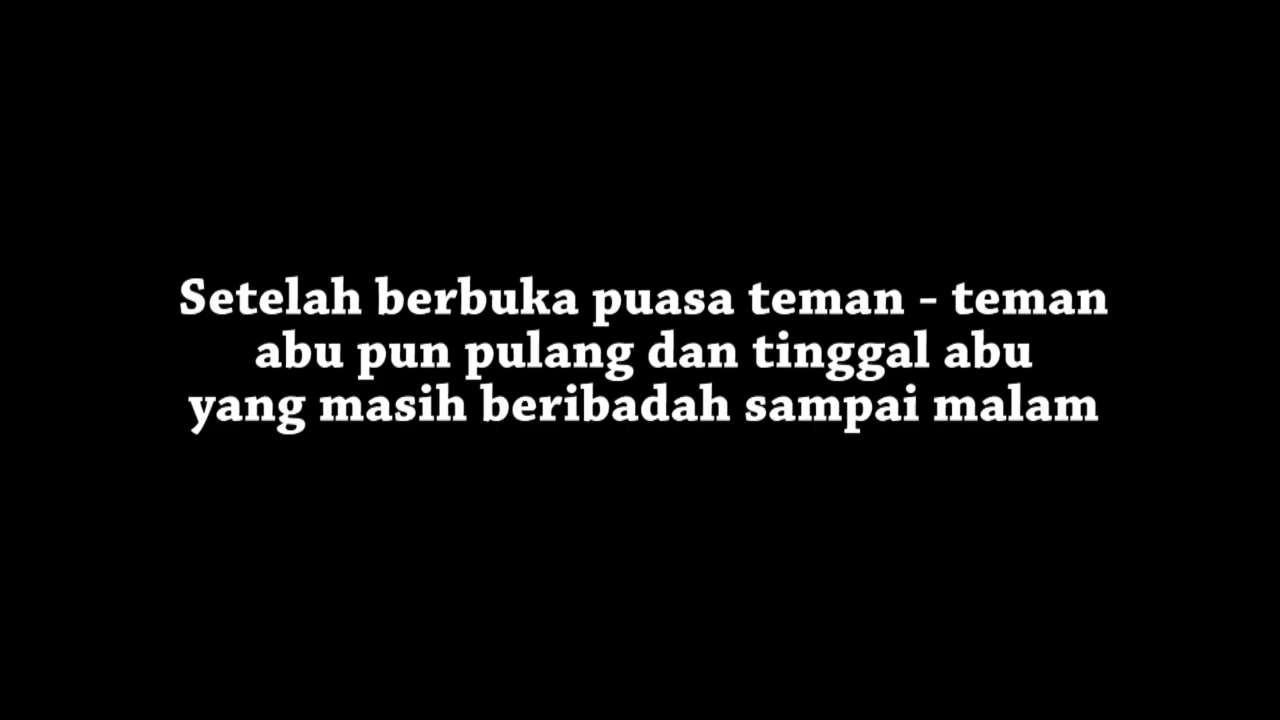 Setelah berbuka puasa teman - teman
abu pun pulang dan tinggal abu
yang masih beribadah sampai malam